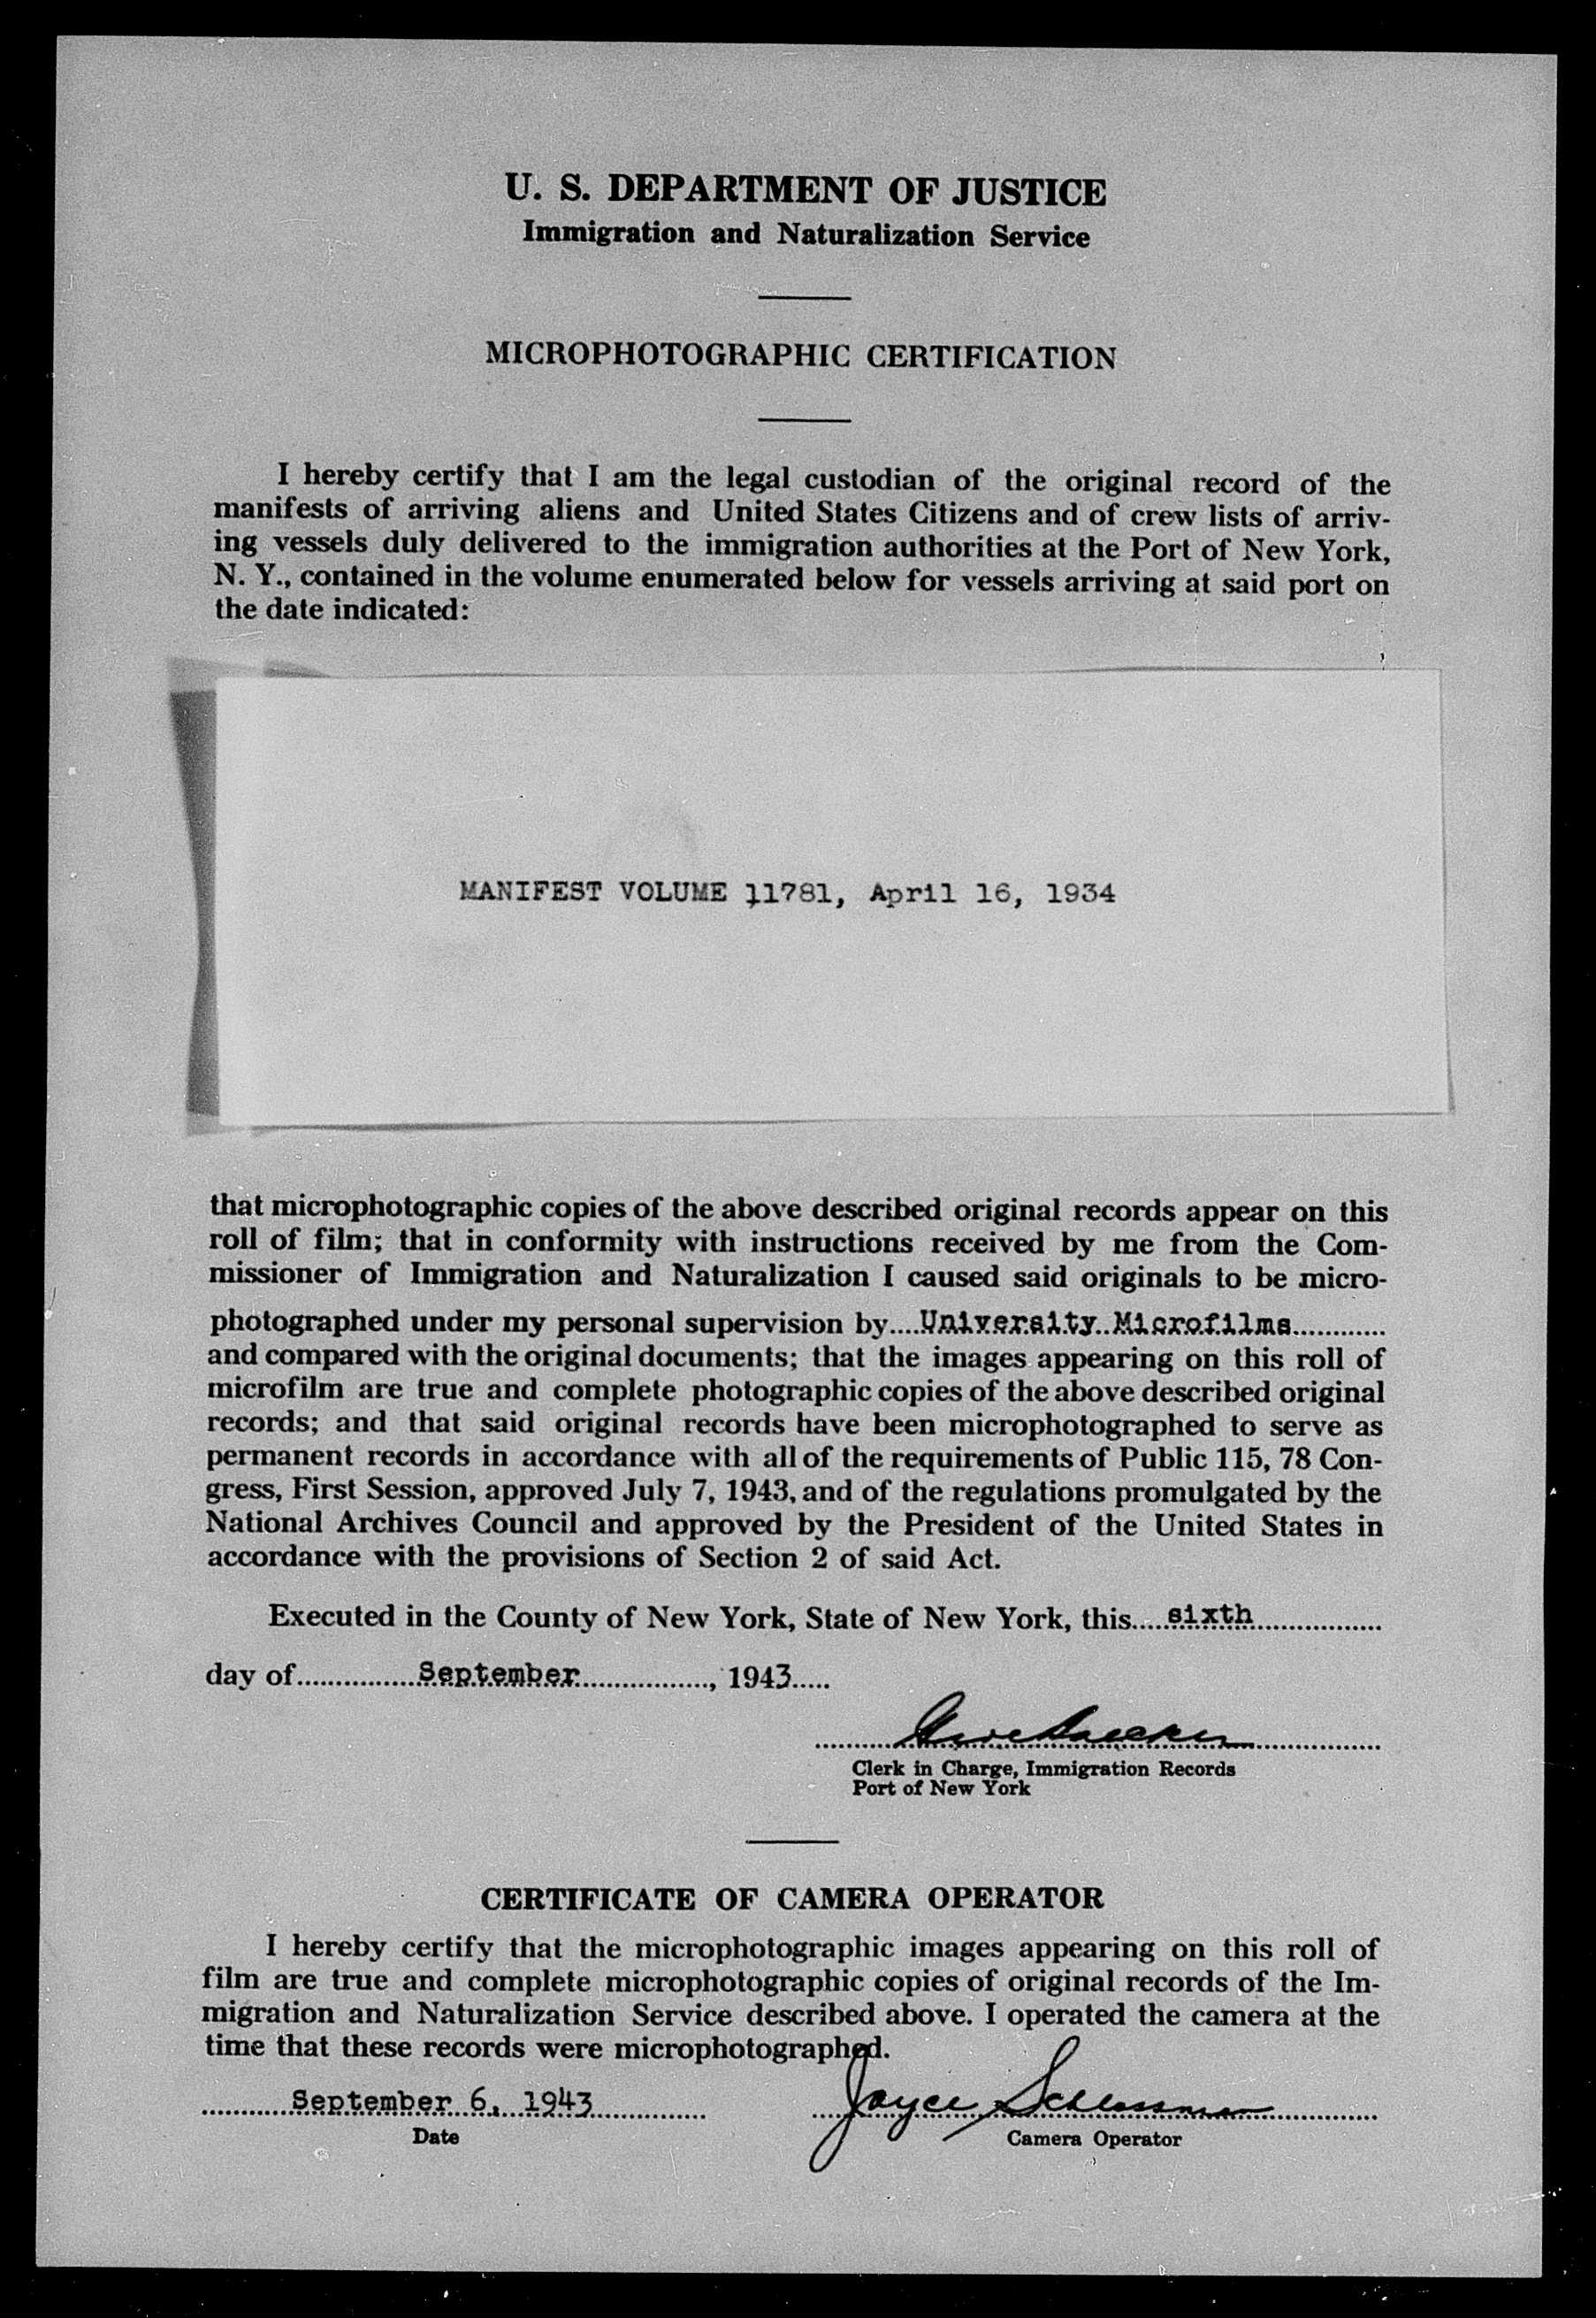 U. S. DEPARTMENT OF JUSTICE
Immigration and Naturalization Service
MICROPHOTOGRAPHIC CERTIFICATION
I hereby certify that I am the legal custodian of the original record of the
manifests of arriving aliens and United States Citizens and of crew lists of arriv-
ing vessels duly delivered to the immigration authorities at the Port of New York,
N. Y., contained in the volume enumerated below for vessels arriving at said port on
the date indicated:
MANIFEST VOLUME 11781, April 16, 1934
that microphotographic copies of the above described original records appear on this
roll of film; that in conformity with instructions received by me from the Com-
missioner of Immigration and Naturalization I caused said originals to be micro-
photographed under my personal supervision by....University Microfilms............
and compared with the original documents; that the images appearing on this roll of
microfilm are true and complete photographic copies of the above described original
records; and that said original records have been microphotographed to serve as
permanent records in accordance with all of the requirements of Public 115, 78 Con-
gress, First Session, approved July 7, 1943, and of the regulations promulgated by the
National Archives Council and approved by the President of the United States in
accordance with the provisions of Section 2 of said Act.
Executed in the County of New York, State of New York, this.....sixth..................
day of................September................., 1943.....
Clerk in Charge, Immigration Records
Port of New York
CERTIFICATE OF CAMERA OPERATOR
I hereby certify that the microphotographic images appearing on this roll of
film are true and complete microphotographic copies of original records of the Im-
migration and Naturalization Service described above. I operated the camera at the
time that these records were microphotographed.
............September 6, 1943............... Joyce Schlossman
Date Camera Operator